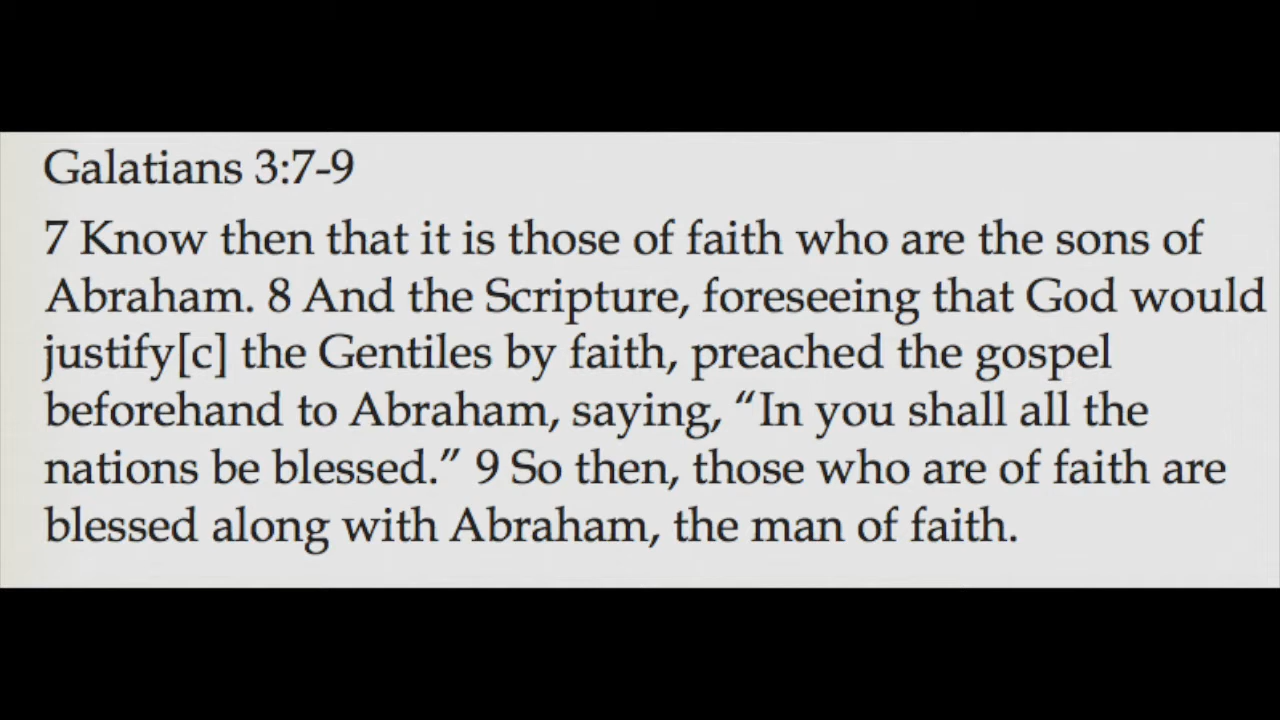 Galatians 3:7-9
7 Know then that it is those of faith who are the sons of
Abraham. 8 And the Scripture, foreseeing that God would
justify[c] the Gentiles by faith, preached the gospel
beforehand to Abraham, saying, “In you shall all the
nations be blessed.” 9 So then, those who are of faith are
blessed along with Abraham, the man of faith.